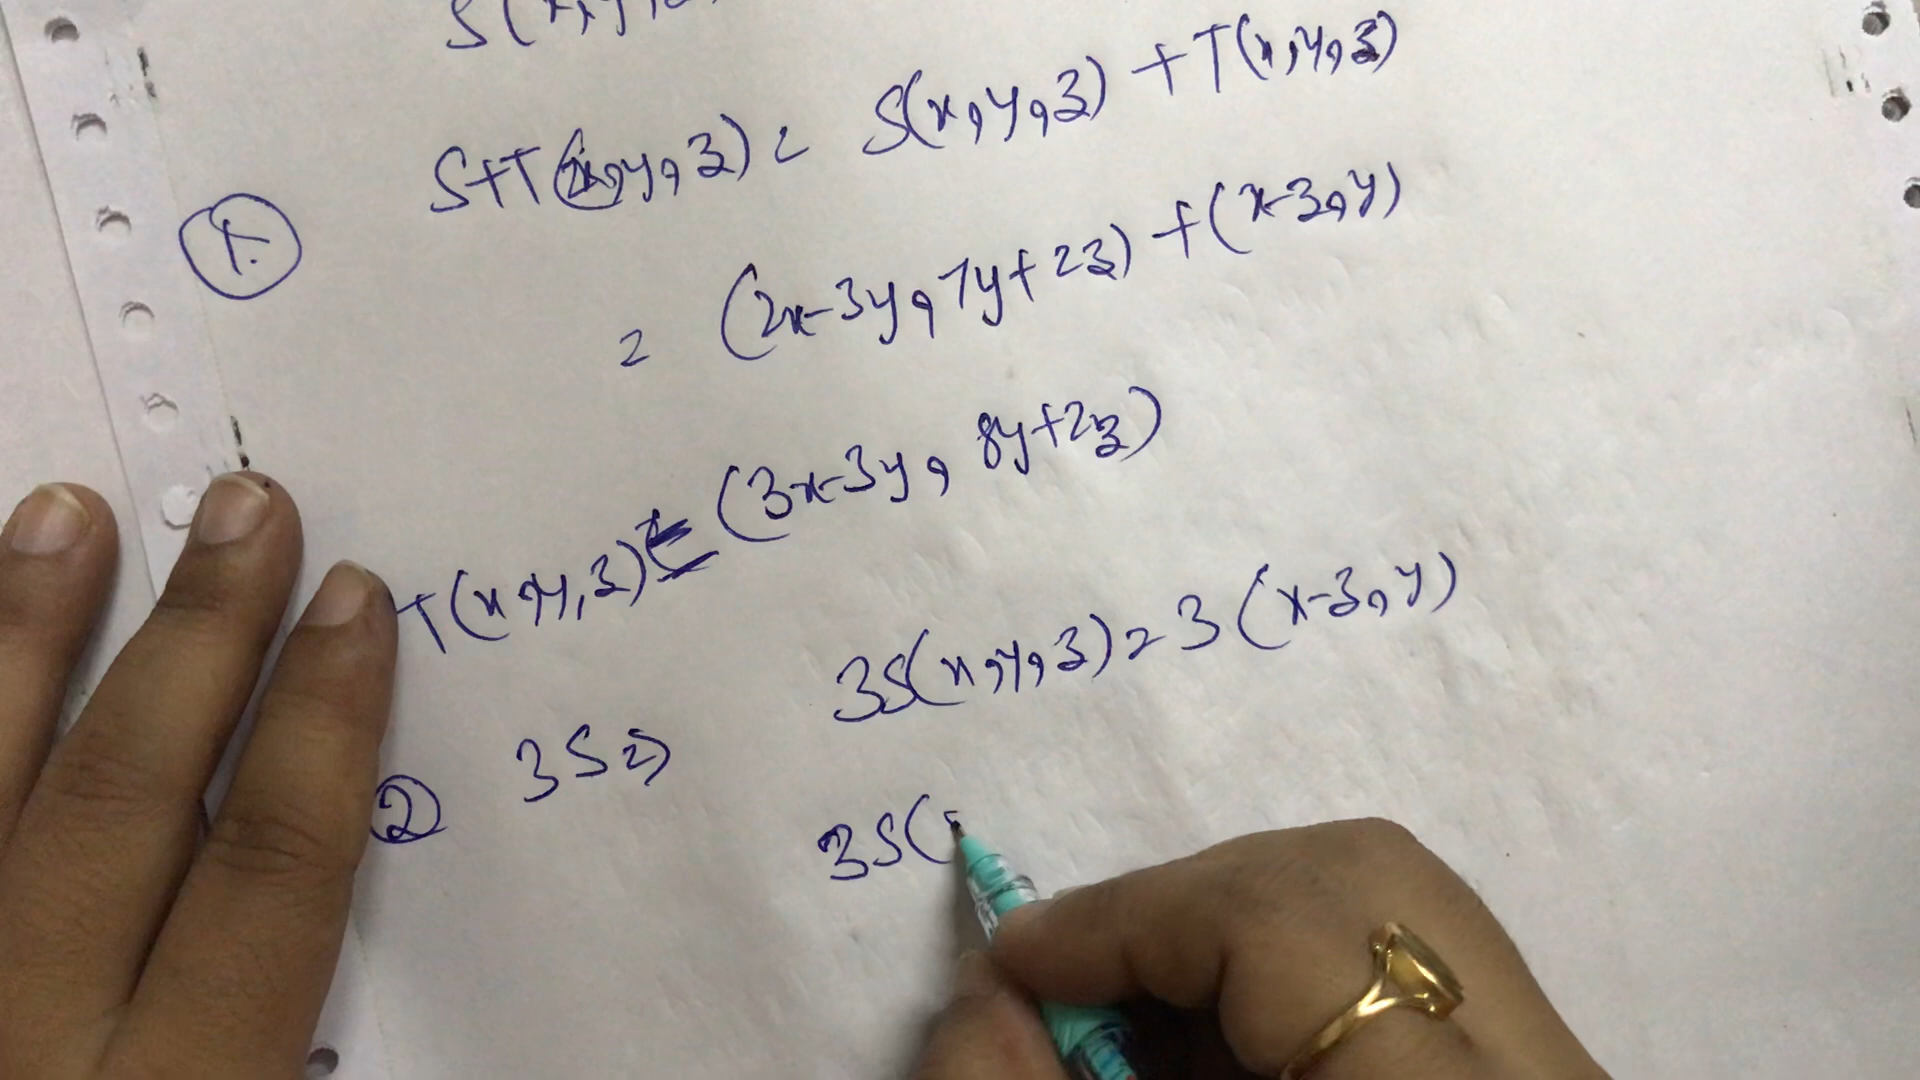 S(x,y,z
S+T(x,y,z) = S(x,y,z) + T(x,y,z)
①.
= (2x-3y, 7y+2z) + (x-z, y)
T(x,y,z) = (3x-3y, 8y+2z)
② 3S ⇒ 3S(x,y,z) = 3(x-z, y)
3S(